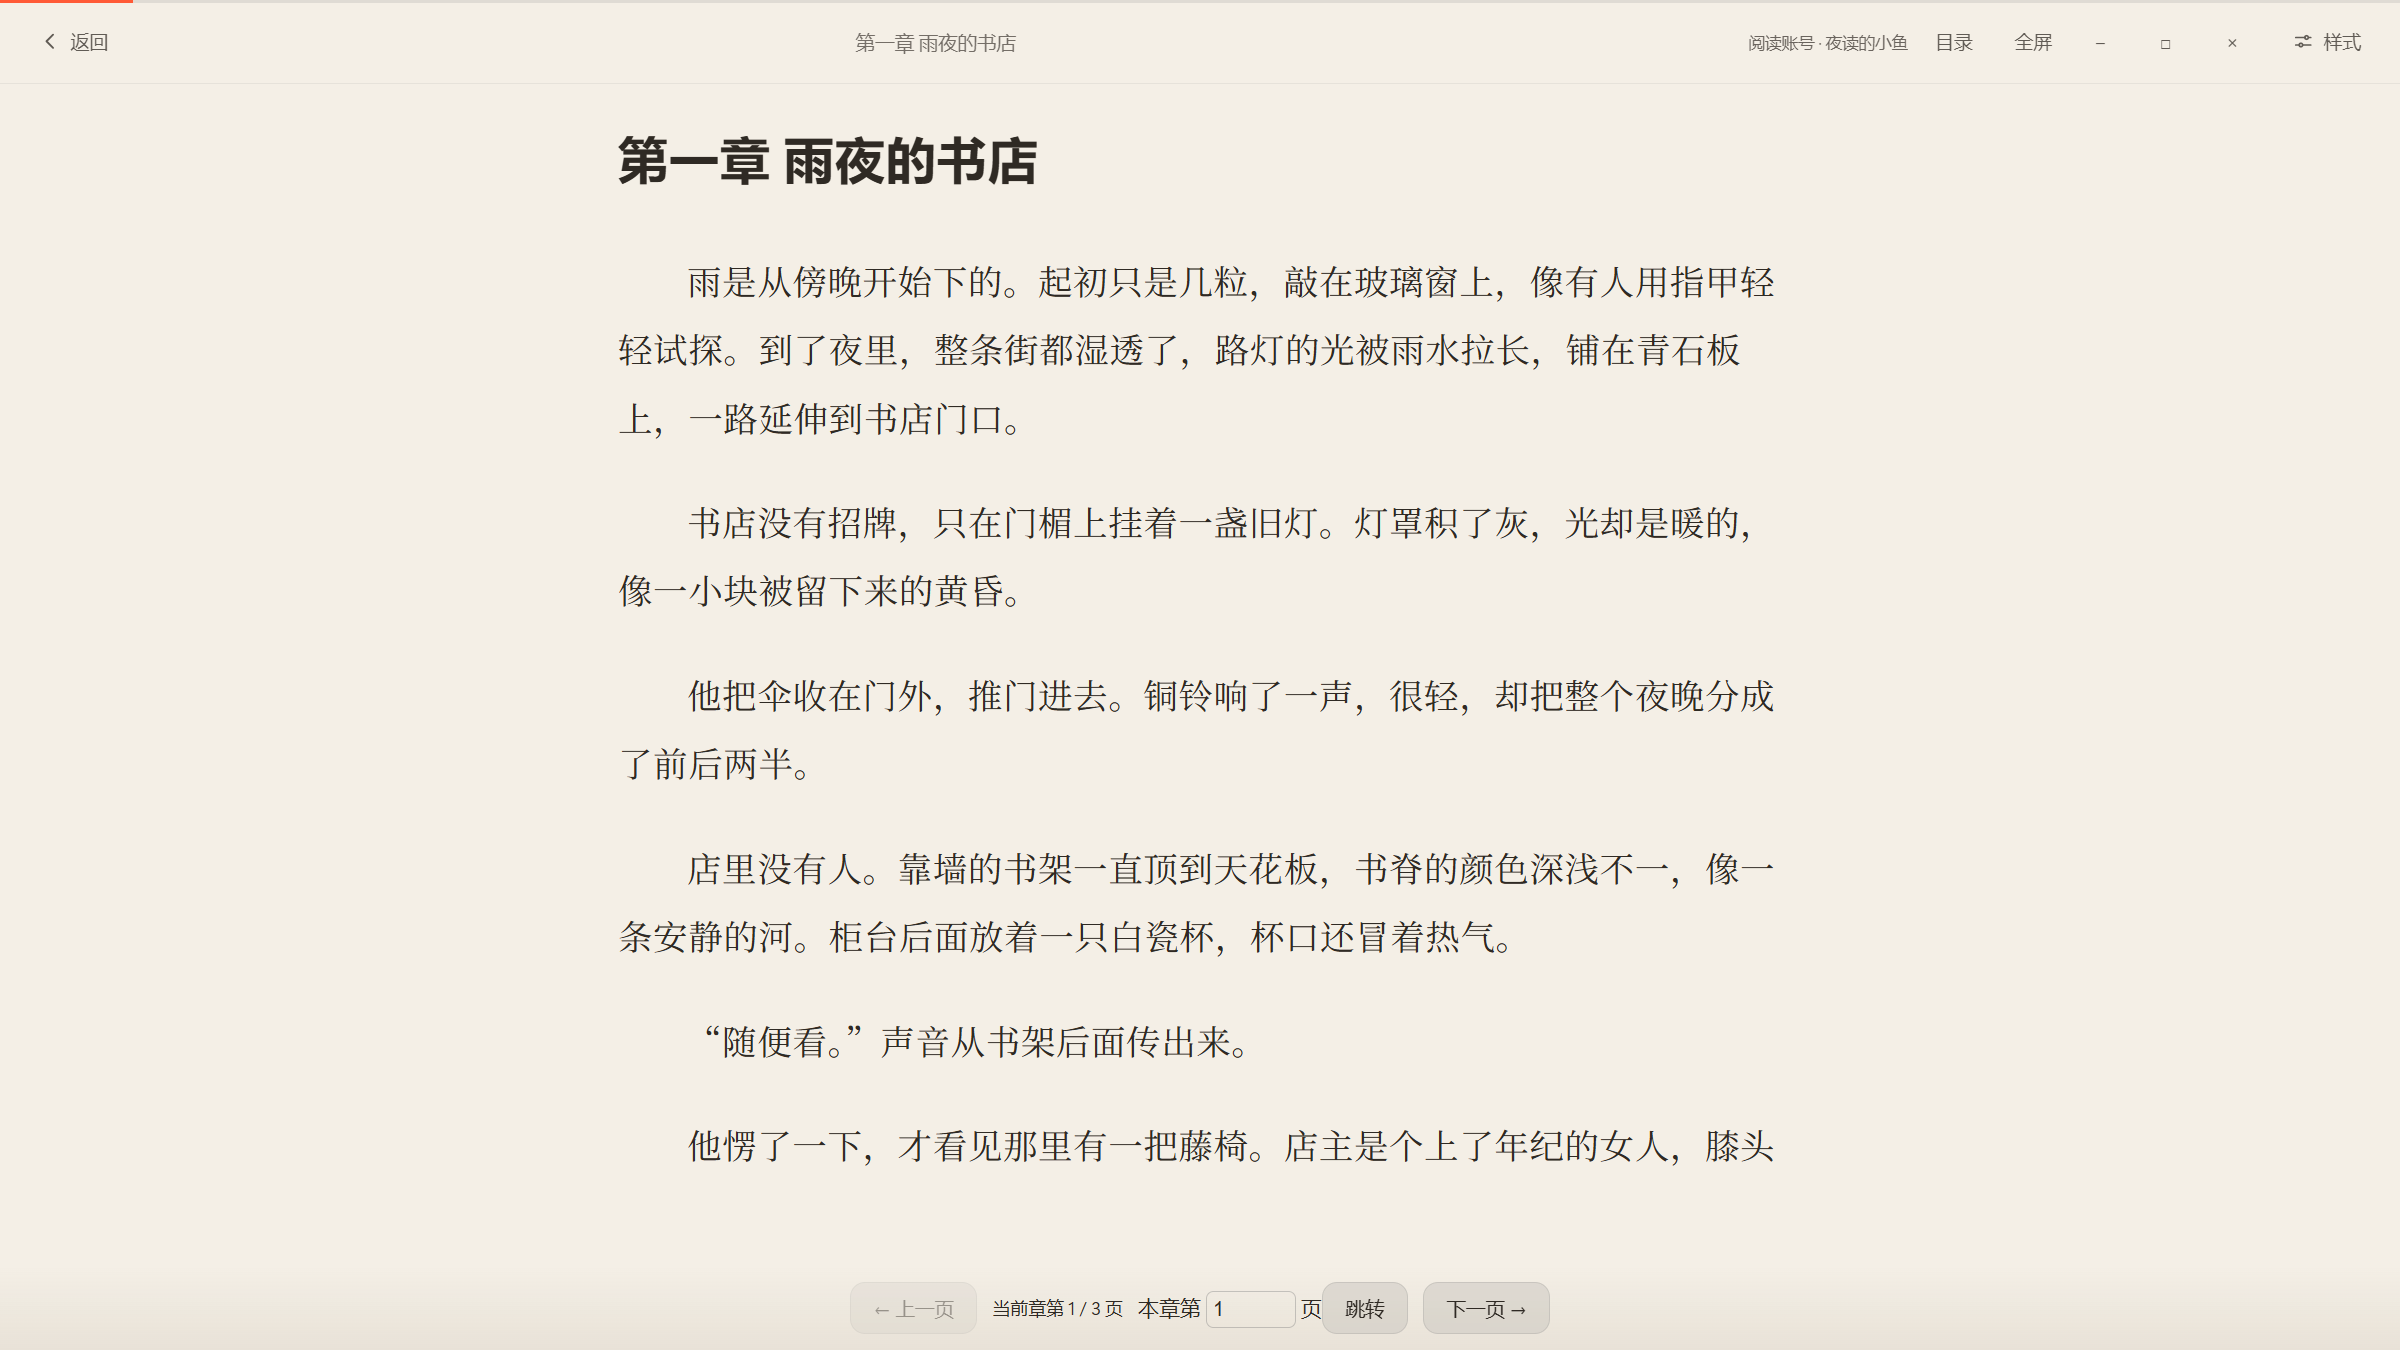 返回
第一章 雨夜的书店
阅读账号 · 夜读的小鱼 目录 全屏 − □ × 样式
第一章 雨夜的书店
雨是从傍晚开始下的。起初只是几粒，敲在玻璃窗上，像有人用指甲轻
轻试探。到了夜里，整条街都湿透了，路灯的光被雨水拉长，铺在青石板
上，一路延伸到书店门口。
书店没有招牌，只在门楣上挂着一盏旧灯。灯罩积了灰，光却是暖的，
像一小块被留下来的黄昏。
他把伞收在门外，推门进去。铜铃响了一声，很轻，却把整个夜晚分成
了前后两半。
店里没有人。靠墙的书架一直顶到天花板，书脊的颜色深浅不一，像一
条安静的河。柜台后面放着一只白瓷杯，杯口还冒着热气。
“随便看。”声音从书架后面传出来。
他愣了一下，才看见那里有一把藤椅。店主是个上了年纪的女人，膝头
← 上一页 当前章第 1 / 3 页 本章第 1 页 跳转 下一页 →